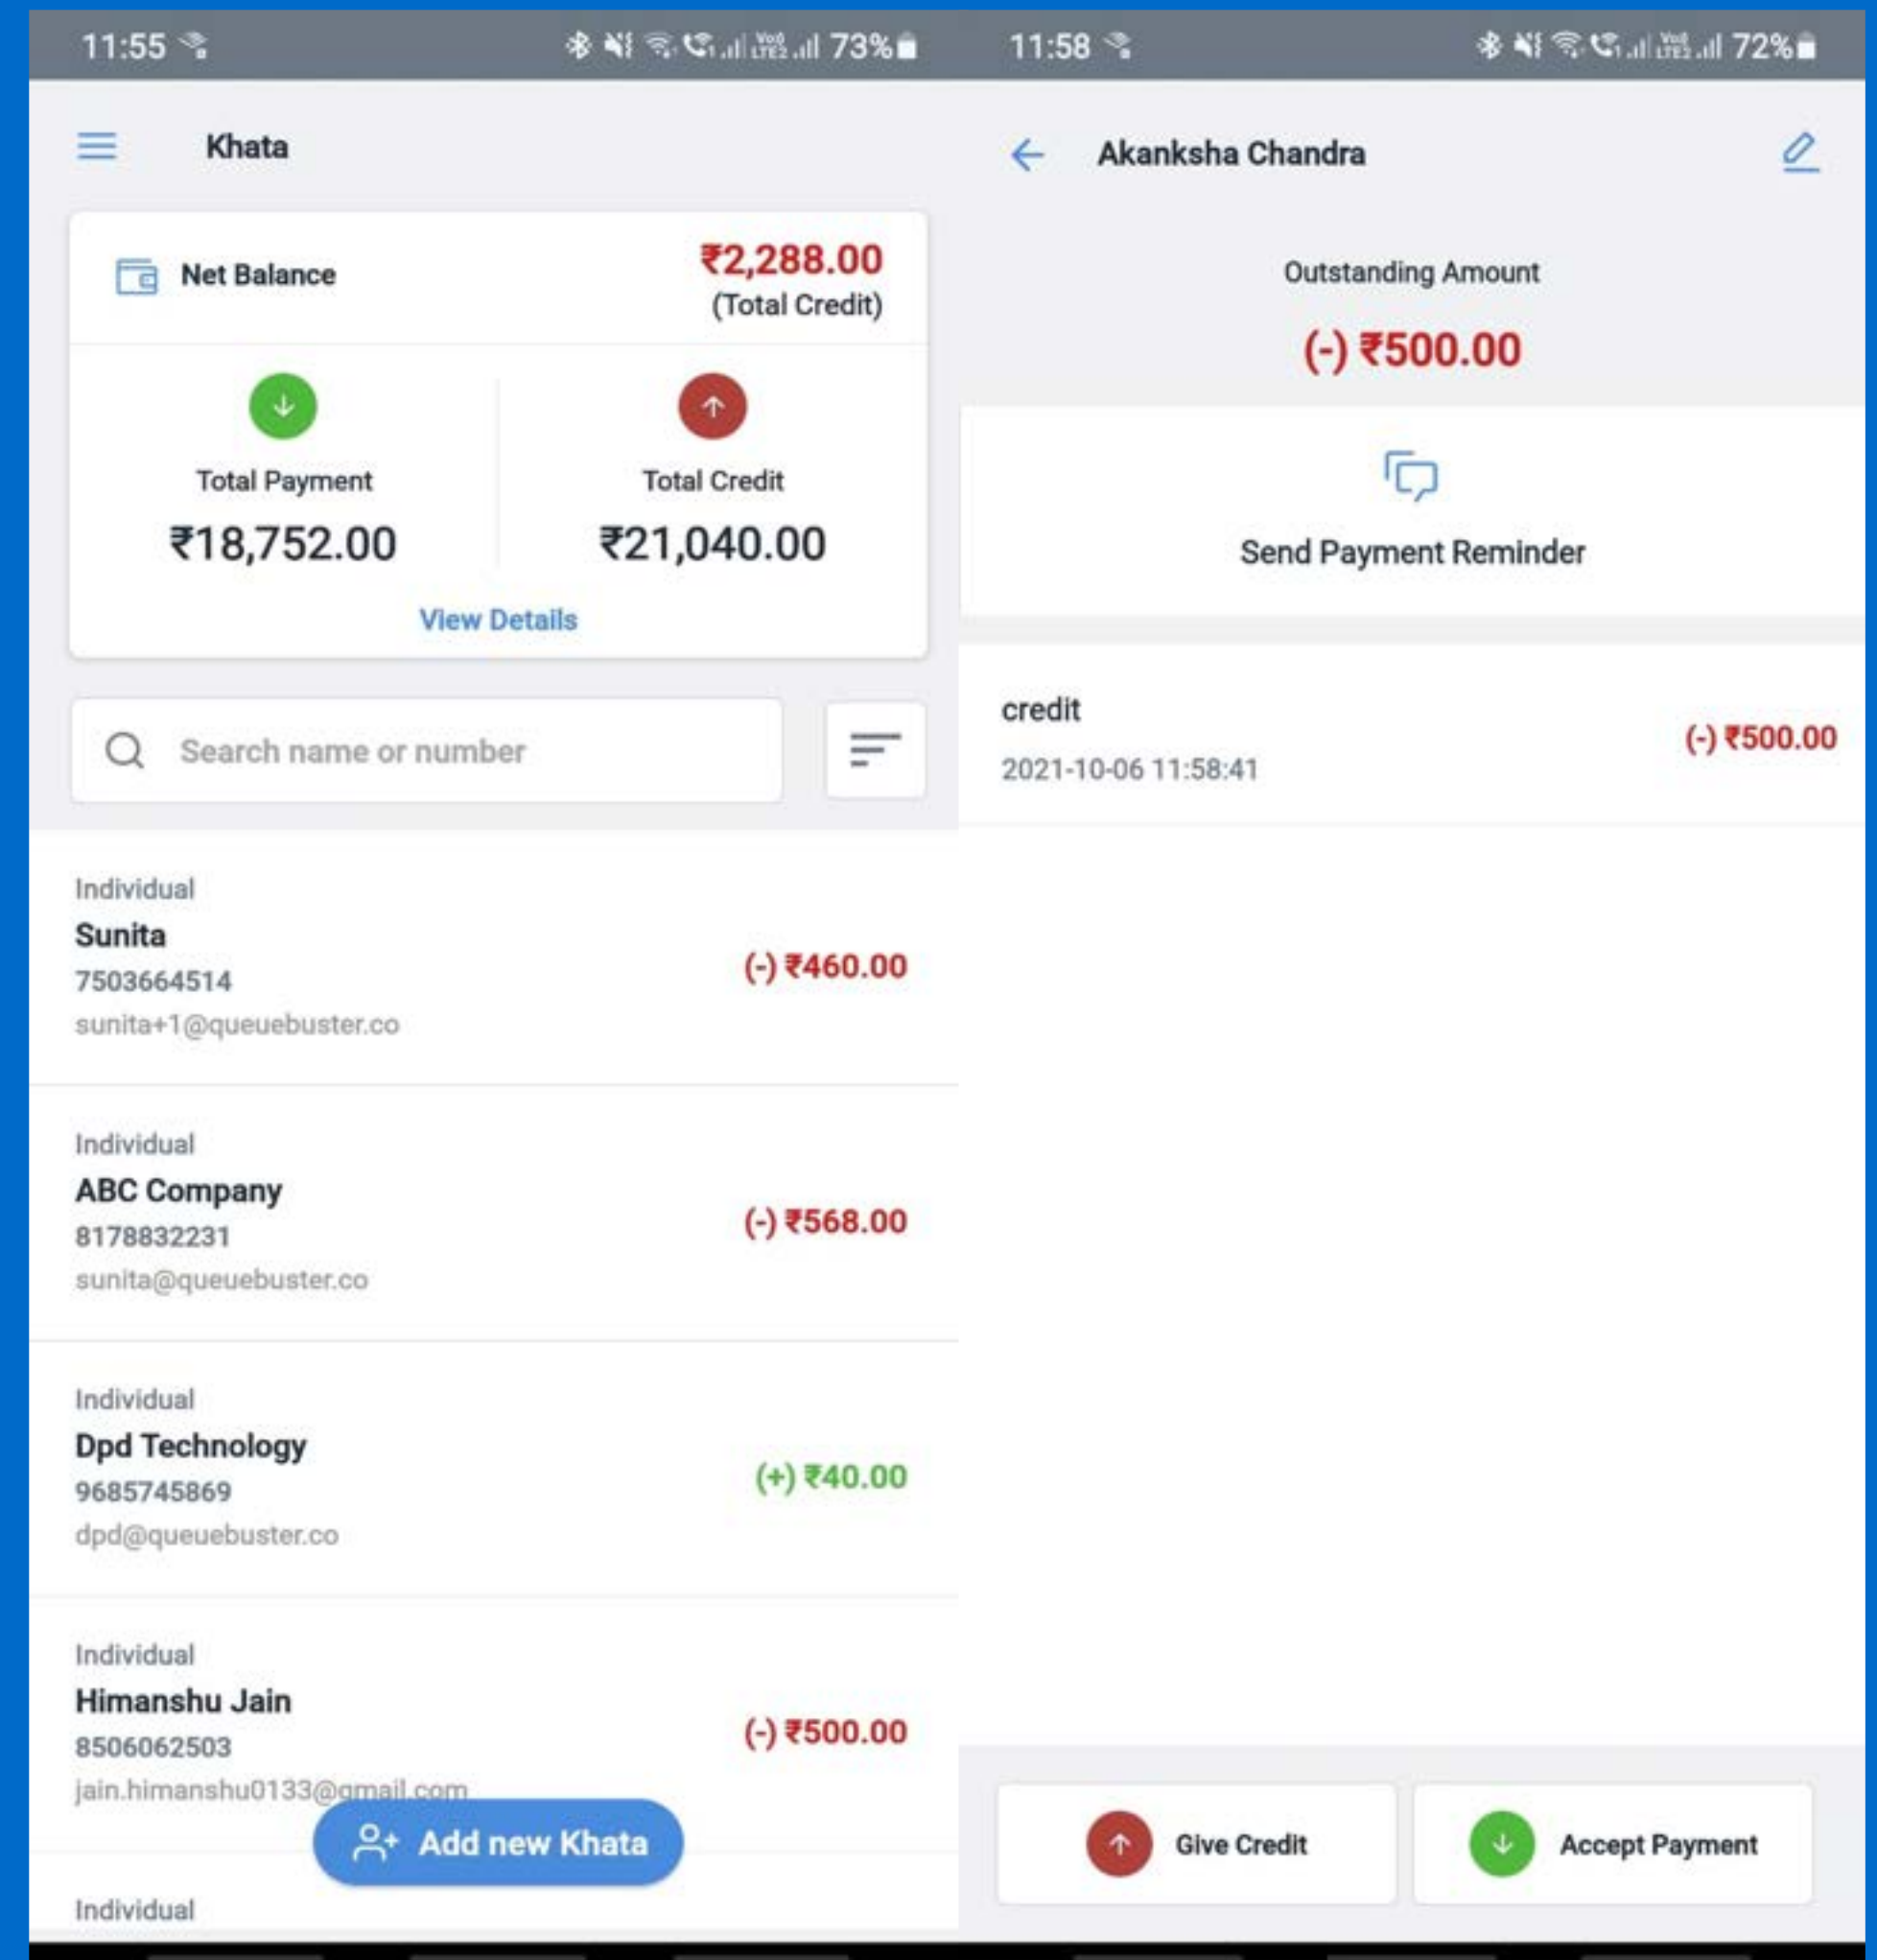 11:55
73%
Khata
Net Balance
₹2,288.00
(Total Credit)
Total Payment
Total Credit
₹18,752.00
₹21,040.00
View Details
Search name or number
Individual
Sunita
7503664514
sunita+1@queuebuster.co
(-) ₹460.00
Individual
ABC Company
8178832231
sunita@queuebuster.co
(-) ₹568.00
Individual
Dpd Technology
9685745869
dpd@queuebuster.co
(+) ₹40.00
Individual
Himanshu Jain
8506062503
jain.himanshu0133@gmail.com
(-) ₹500.00
Add new Khata
Individual
11:58
72%
Akanksha Chandra
Outstanding Amount
(-) ₹500.00
Send Payment Reminder
credit
2021-10-06 11:58:41
(-) ₹500.00
Give Credit
Accept Payment